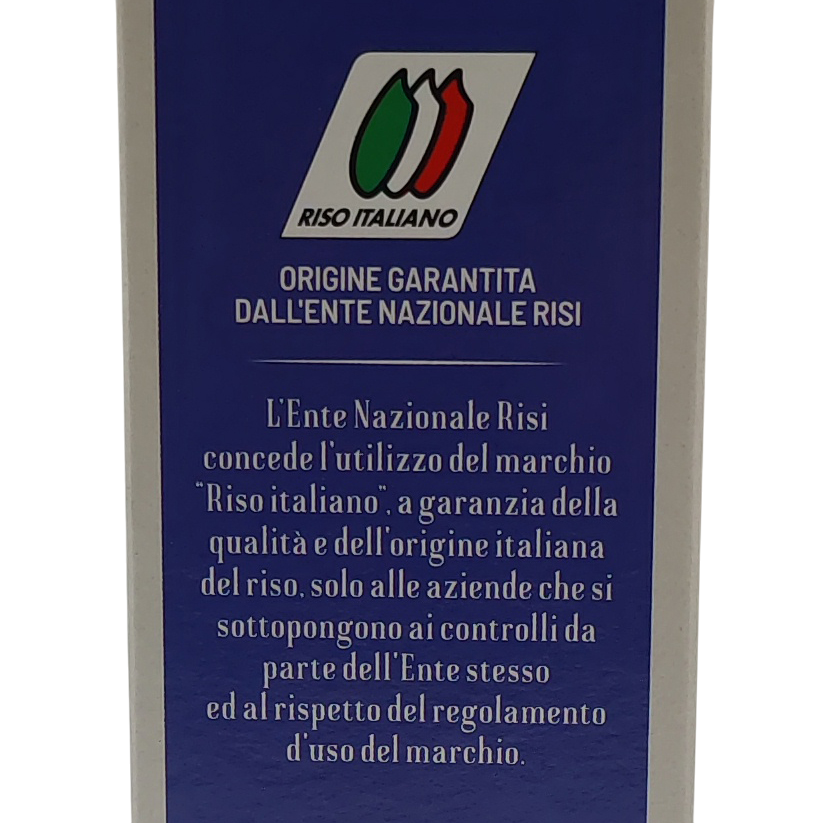 RISO ITALIANO
ORIGINE GARANTITA
DALL'ENTE NAZIONALE RISI
L'Ente Nazionale Risi
concede l'utilizzo del marchio
"Riso italiano", a garanzia della
qualità e dell'origine italiana
del riso, solo alle aziende che si
sottopongono ai controlli da
parte dell'Ente stesso
ed al rispetto del regolamento
d'uso del marchio.